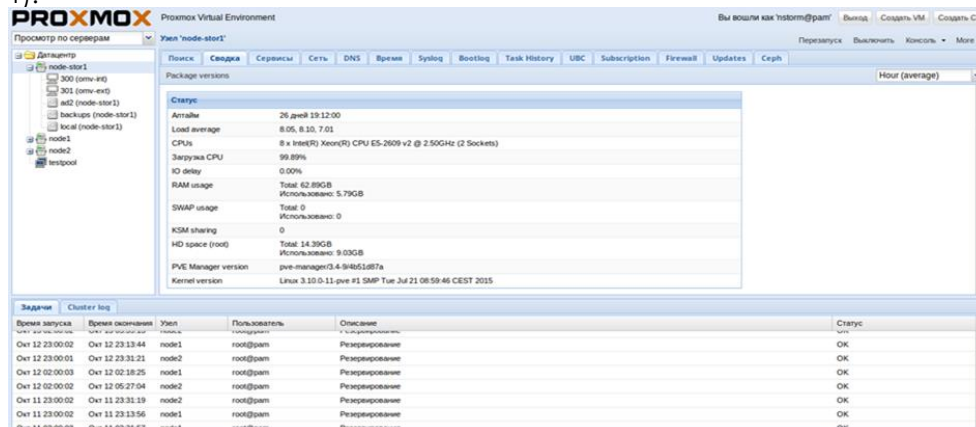 PROXMOX Proxmox Virtual Environment Вы вошли как 'nstorm@pam' Выход Создать VM Создать C
Просмотр по серверам Узел 'node-stor1' Перезапуск Выключить Консоль More
Датацентр
node-stor1
300 (omv-int)
301 (omv-ext)
ad2 (node-stor1)
backups (node-stor1)
local (node-stor1)
node1
node2
testpool
Поиск Сводка Сервисы Сеть DNS Время Syslog Bootlog Task History UBC Subscription Firewall Updates Ceph
Package versions Hour (average)
Статус
Аптайм 26 дней 19:12:00
Load average 8.05, 8.10, 7.01
CPUs 8 x Intel(R) Xeon(R) CPU E5-2609 v2 @ 2.50GHz (2 Sockets)
Загрузка CPU 99.89%
IO delay 0.00%
RAM usage Total: 62.89GB
Использовано: 5.79GB
SWAP usage Total: 0
Использовано: 0
KSM sharing 0
HD space (root) Total: 14.39GB
Использовано: 9.03GB
PVE Manager version pve-manager/3.4-9/4b51d87a
Kernel version Linux 3.10.0-11-pve #1 SMP Tue Jul 21 08:59:46 CEST 2015
Задачи Cluster log
Время запуска Время окончания Узел Пользователь Описание Статус
Окт 12 23:00:02 Окт 12 23:13:44 node1 root@pam Резервирование OK
Окт 12 23:00:01 Окт 12 23:31:21 node2 root@pam Резервирование OK
Окт 12 02:00:03 Окт 12 02:18:25 node1 root@pam Резервирование OK
Окт 12 02:00:02 Окт 12 05:27:04 node2 root@pam Резервирование OK
Окт 11 23:00:02 Окт 11 23:31:19 node2 root@pam Резервирование OK
Окт 11 23:00:02 Окт 11 23:13:56 node1 root@pam Резервирование OK